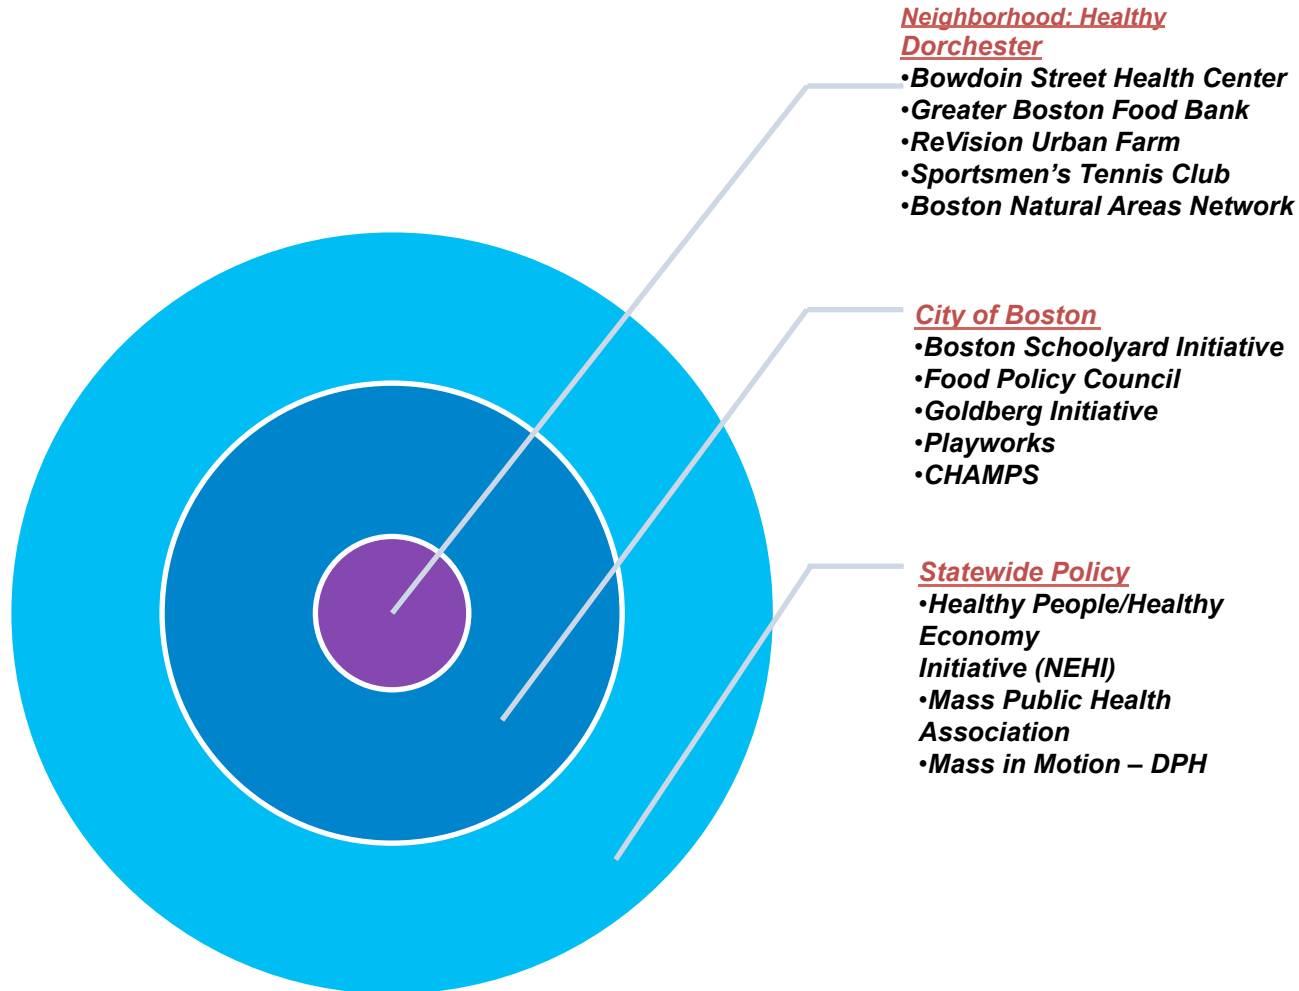 Neighborhood: Healthy
Dorchester
•Bowdoin Street Health Center
•Greater Boston Food Bank
•ReVision Urban Farm
•Sportsmen’s Tennis Club
•Boston Natural Areas Network
City of Boston
•Boston Schoolyard Initiative
•Food Policy Council
•Goldberg Initiative
•Playworks
•CHAMPS
Statewide Policy
•Healthy People/Healthy
Economy
Initiative (NEHI)
•Mass Public Health
Association
•Mass in Motion – DPH